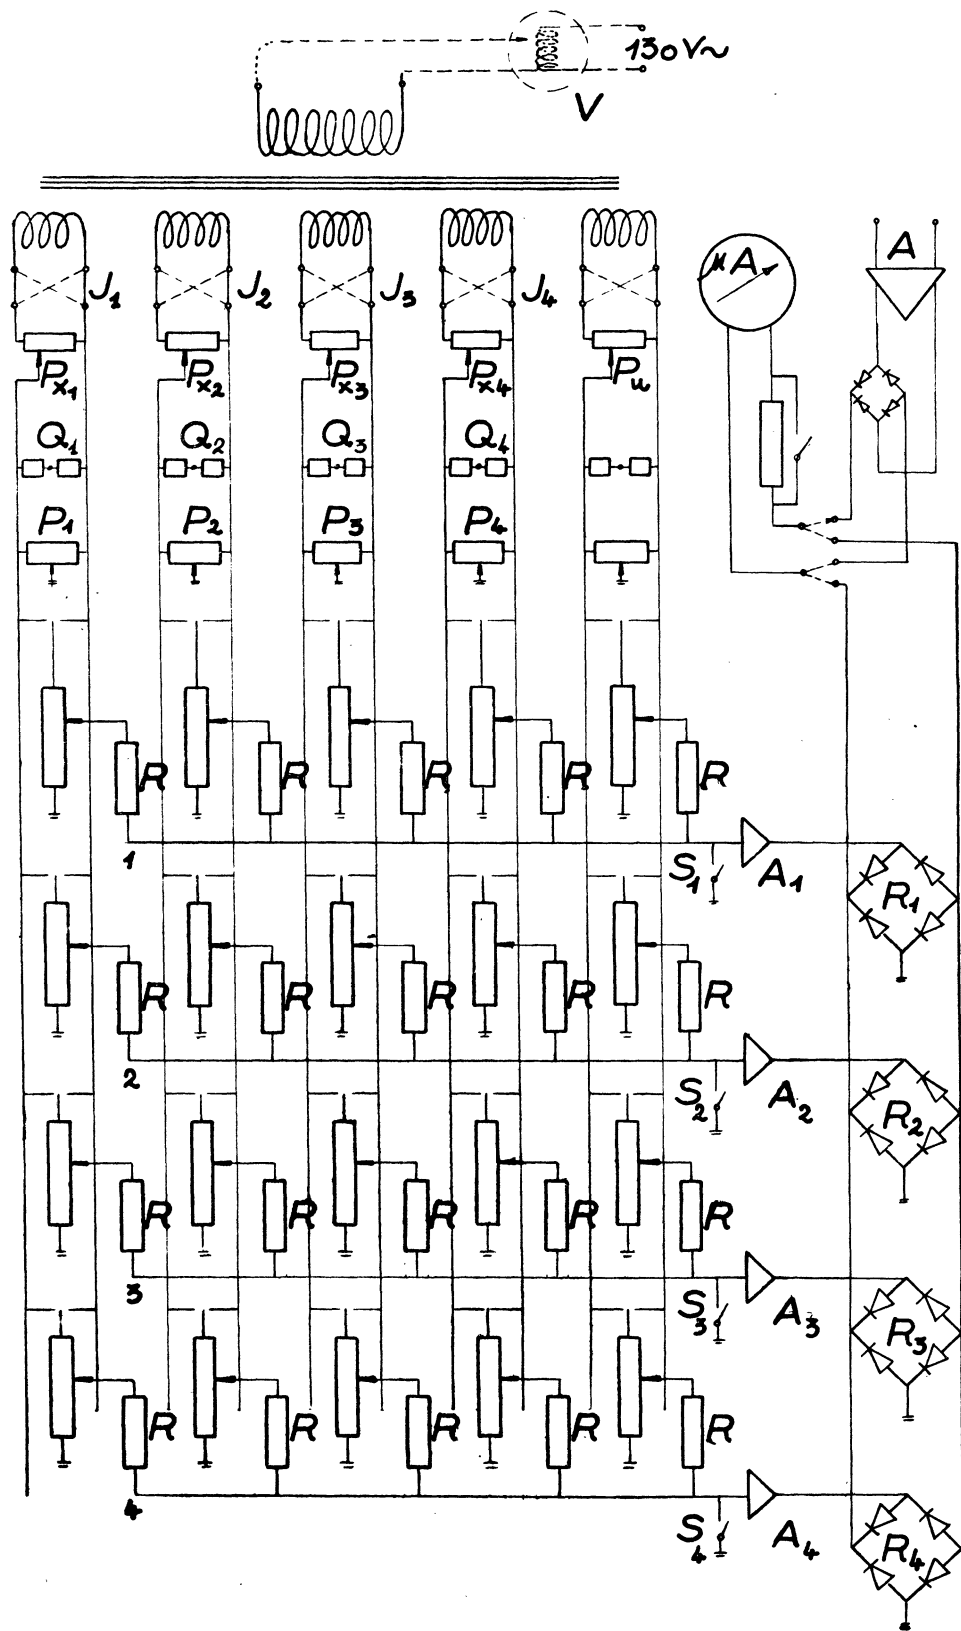 130V~
V
J1 J2 J3 J4 µA A
Px1 Px2 Px3 Px4 Pu
Q1 Q2 Q3 Q4
P1 P2 P3 P4
R R R R R
1 S1 A1 R1
R R R R R
2 S2 A2 R2
R R R R R
3 S3 A3 R3
R R R R R
4 S4 A4 R4